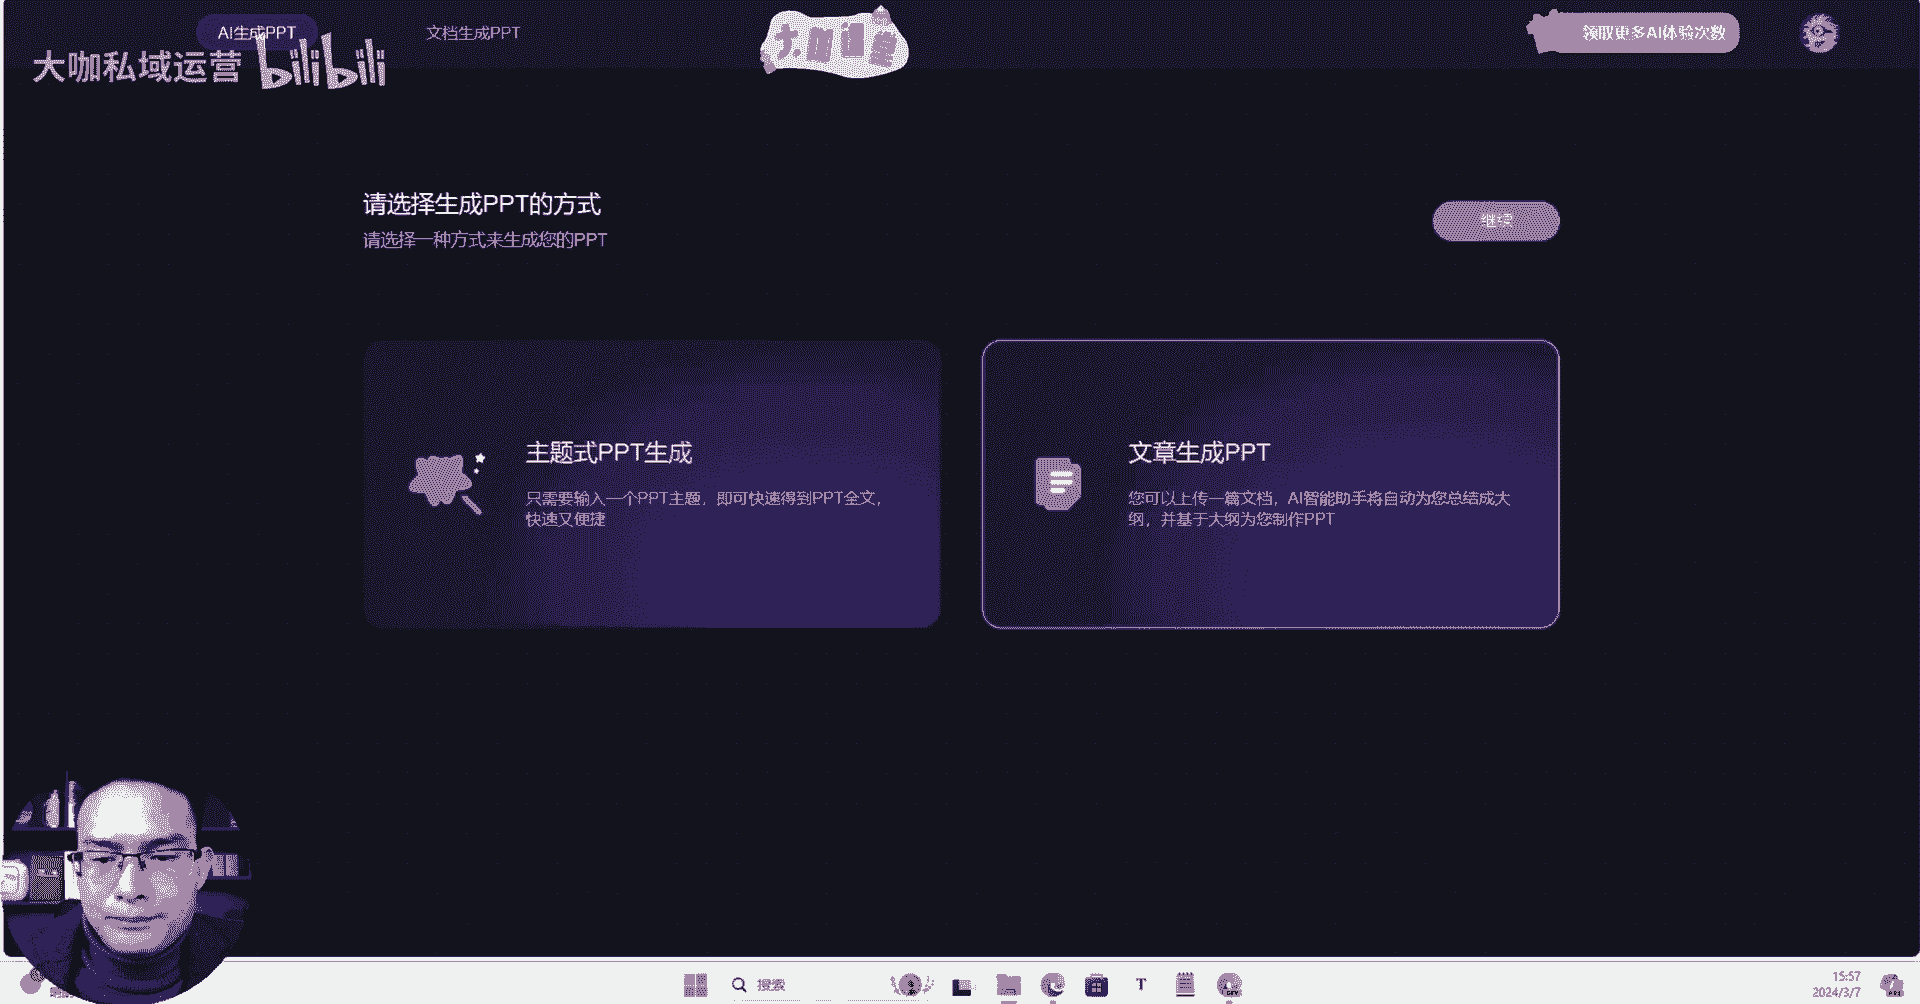 AI生成PPT
文档生成PPT
大咖课堂
领取更多AI体验次数
大咖私域运营 bilibili
请选择生成PPT的方式
请选择一种方式来生成您的PPT
继续
主题式PPT生成
只需要输入一个PPT主题，即可快速得到PPT全文，
快速又便捷
文章生成PPT
您可以上传一篇文档，AI智能助手将自动为您总结成大
纲，并基于大纲为您制作PPT
搜索
15:57
2024/3/7